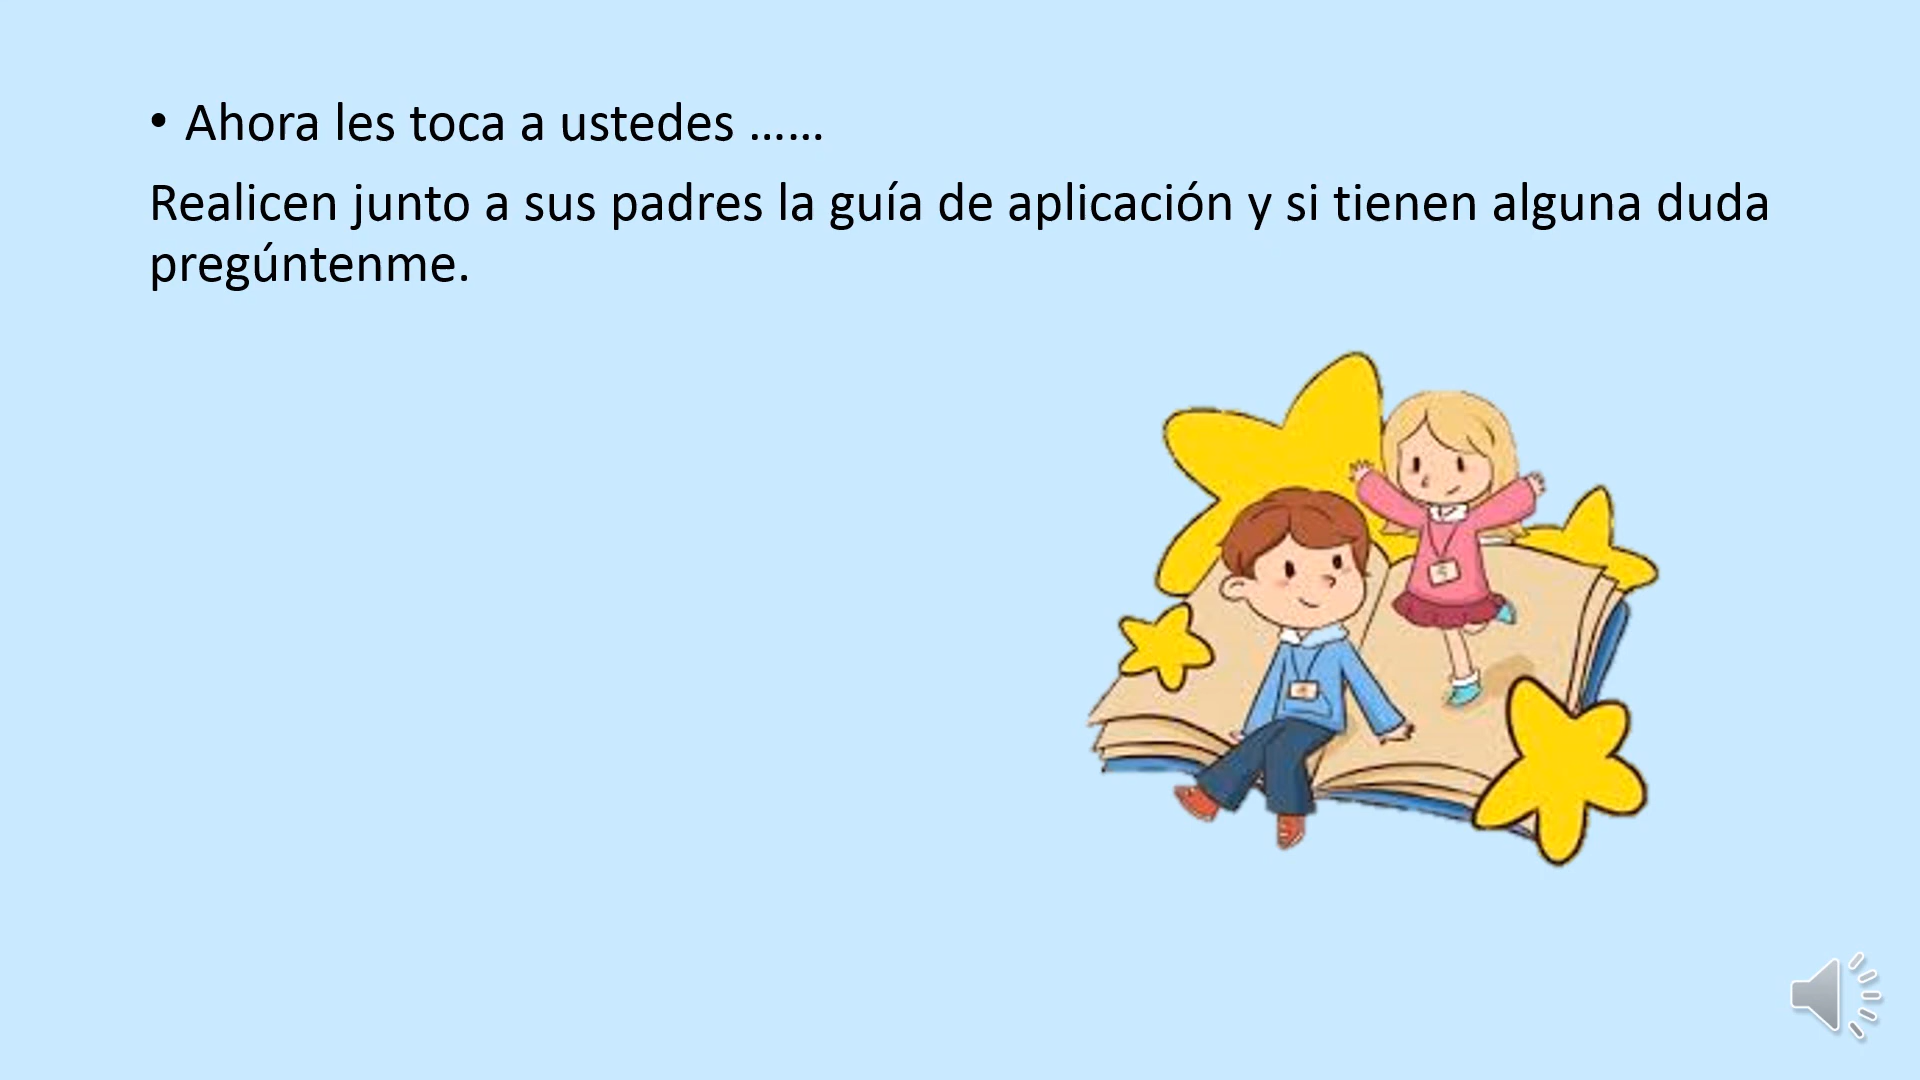 • Ahora les toca a ustedes ……
Realicen junto a sus padres la guía de aplicación y si tienen alguna duda
pregúntenme.